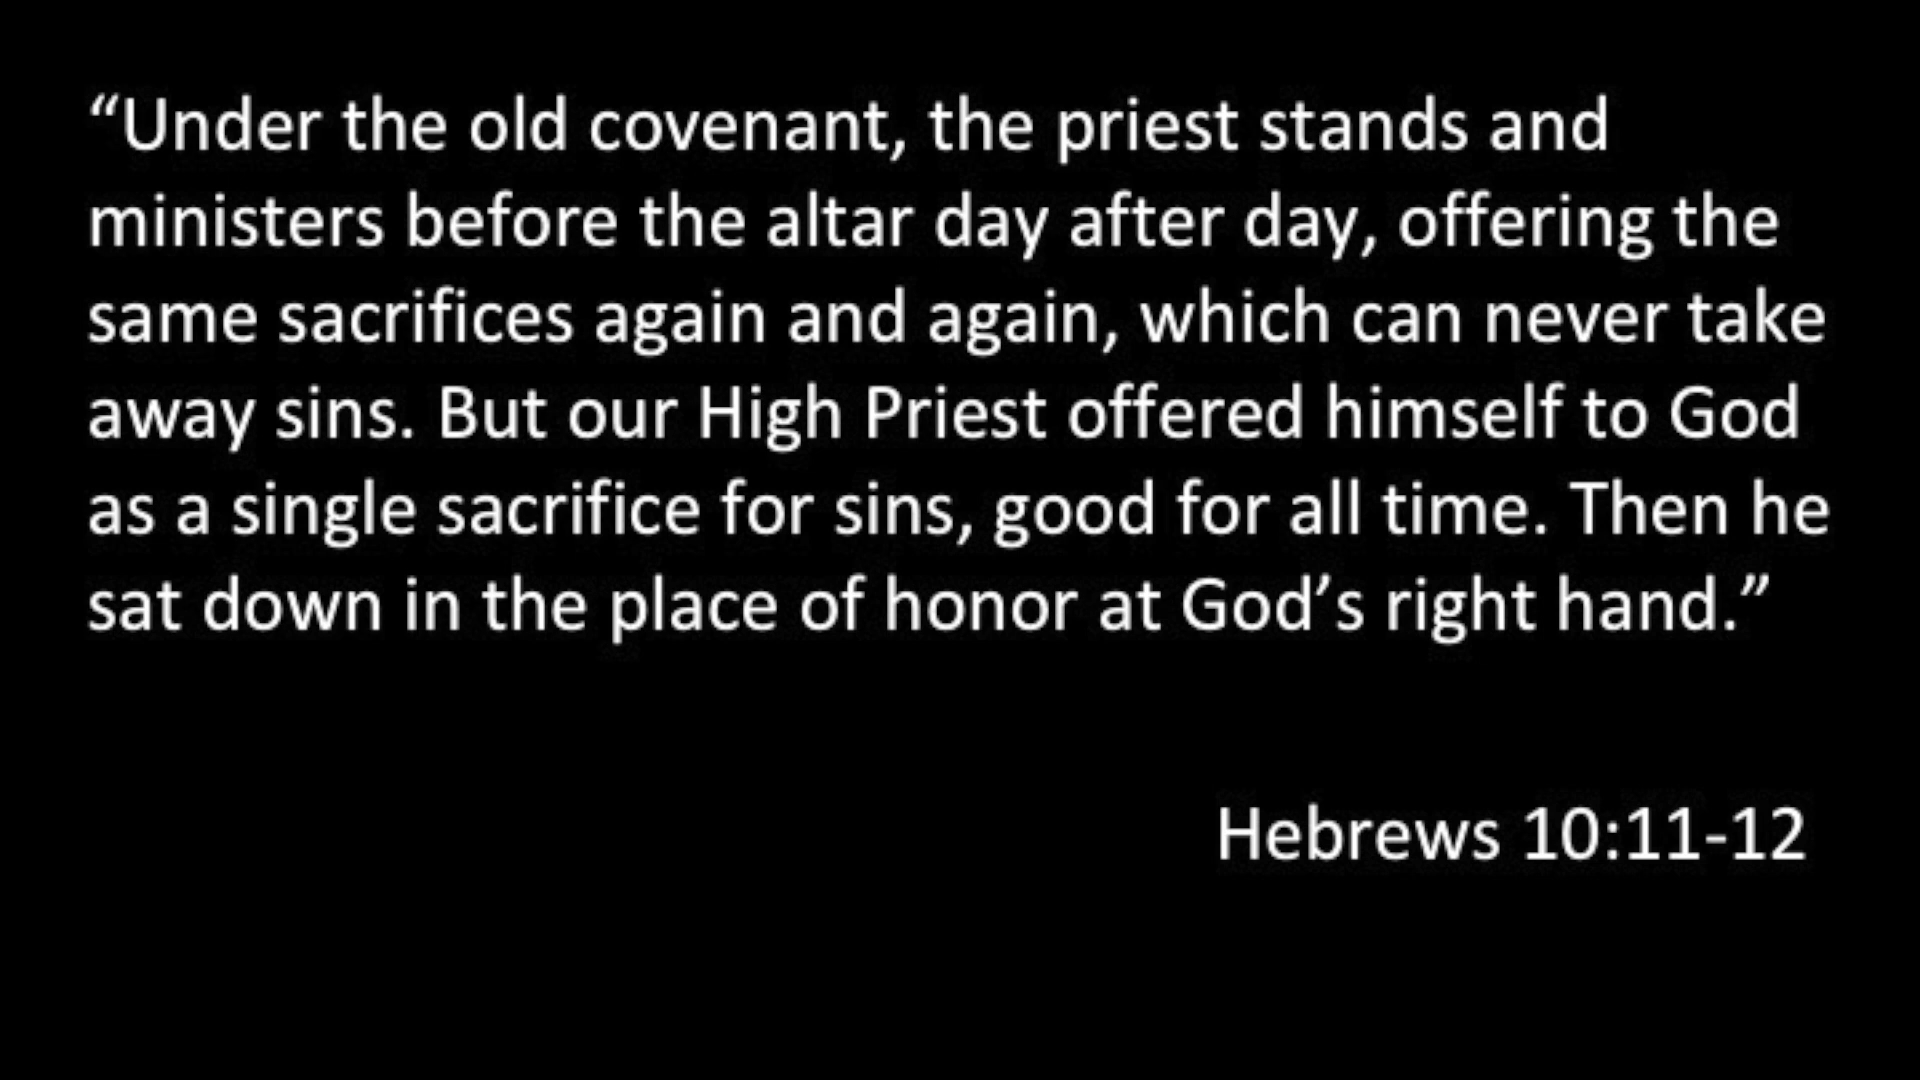 “Under the old covenant, the priest stands and
ministers before the altar day after day, offering the
same sacrifices again and again, which can never take
away sins. But our High Priest offered himself to God
as a single sacrifice for sins, good for all time. Then he
sat down in the place of honor at God’s right hand.”
Hebrews 10:11-12